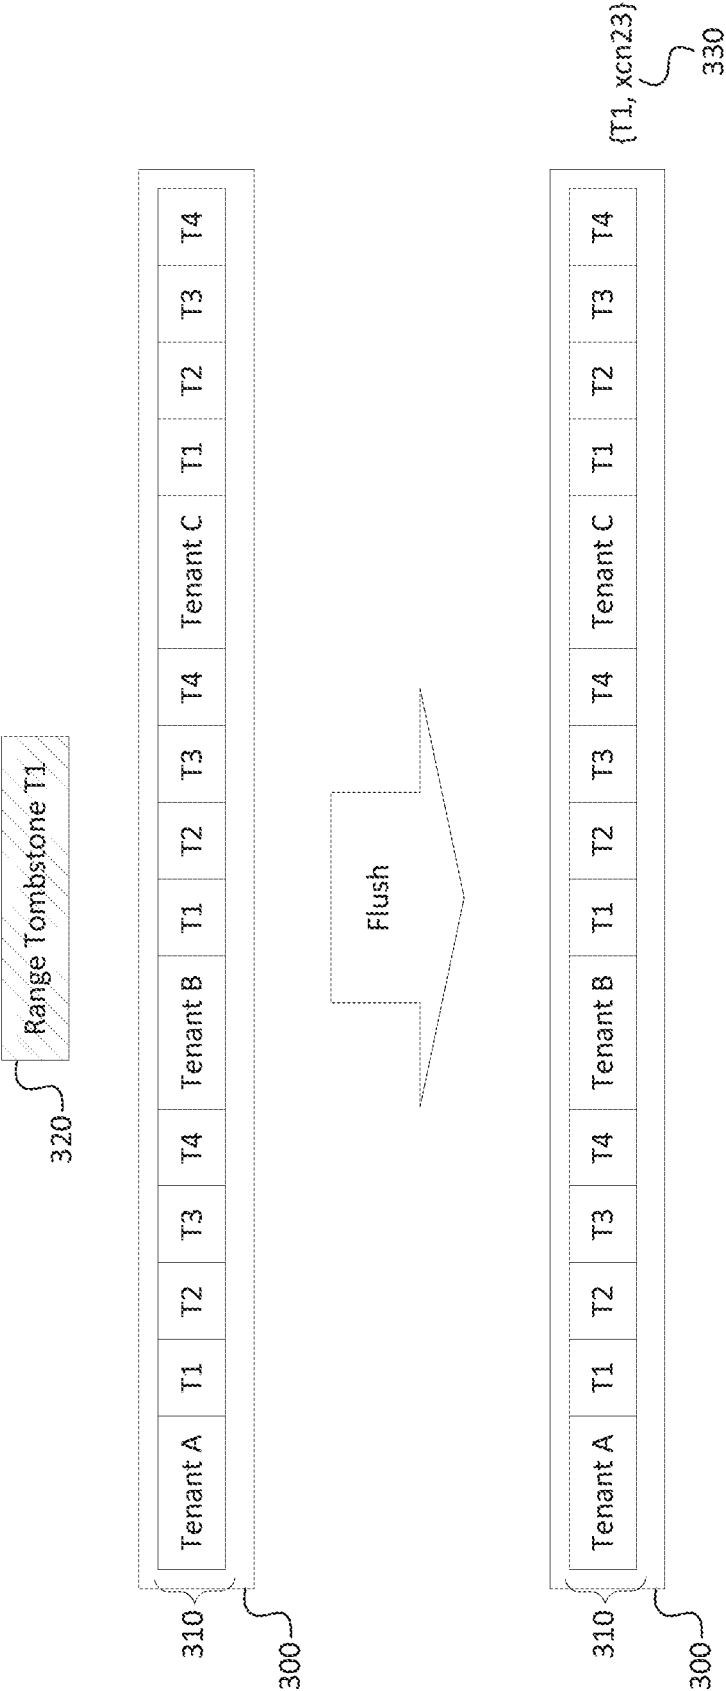 Range Tombstone T1
320
Tenant A T1 T2 T3 T4 Tenant B T1 T2 T3 T4 Tenant C T1 T2 T3 T4
310
300
Flush
Tenant A T1 T2 T3 T4 Tenant B T1 T2 T3 T4 Tenant C T1 T2 T3 T4
{T1, xcn23}
310
330
300